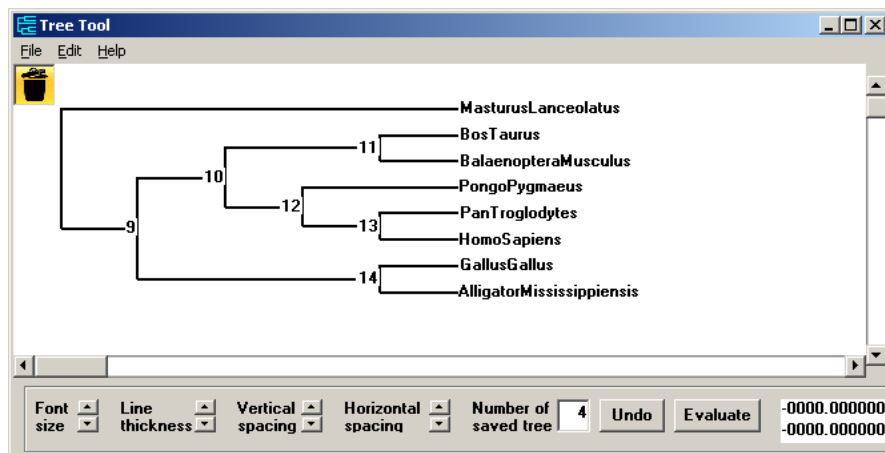 Tree Tool
File Edit Help
MasturusLanceolatus
BosTaurus
11
BalaenopteraMusculus
10
PongoPygmaeus
12
PanTroglodytes
9
13
HomoSapiens
GallusGallus
14
AlligatorMississippiensis
Font size
Line thickness
Vertical spacing
Horizontal spacing
Number of saved tree
4
Undo
Evaluate
-0000.000000
-0000.000000